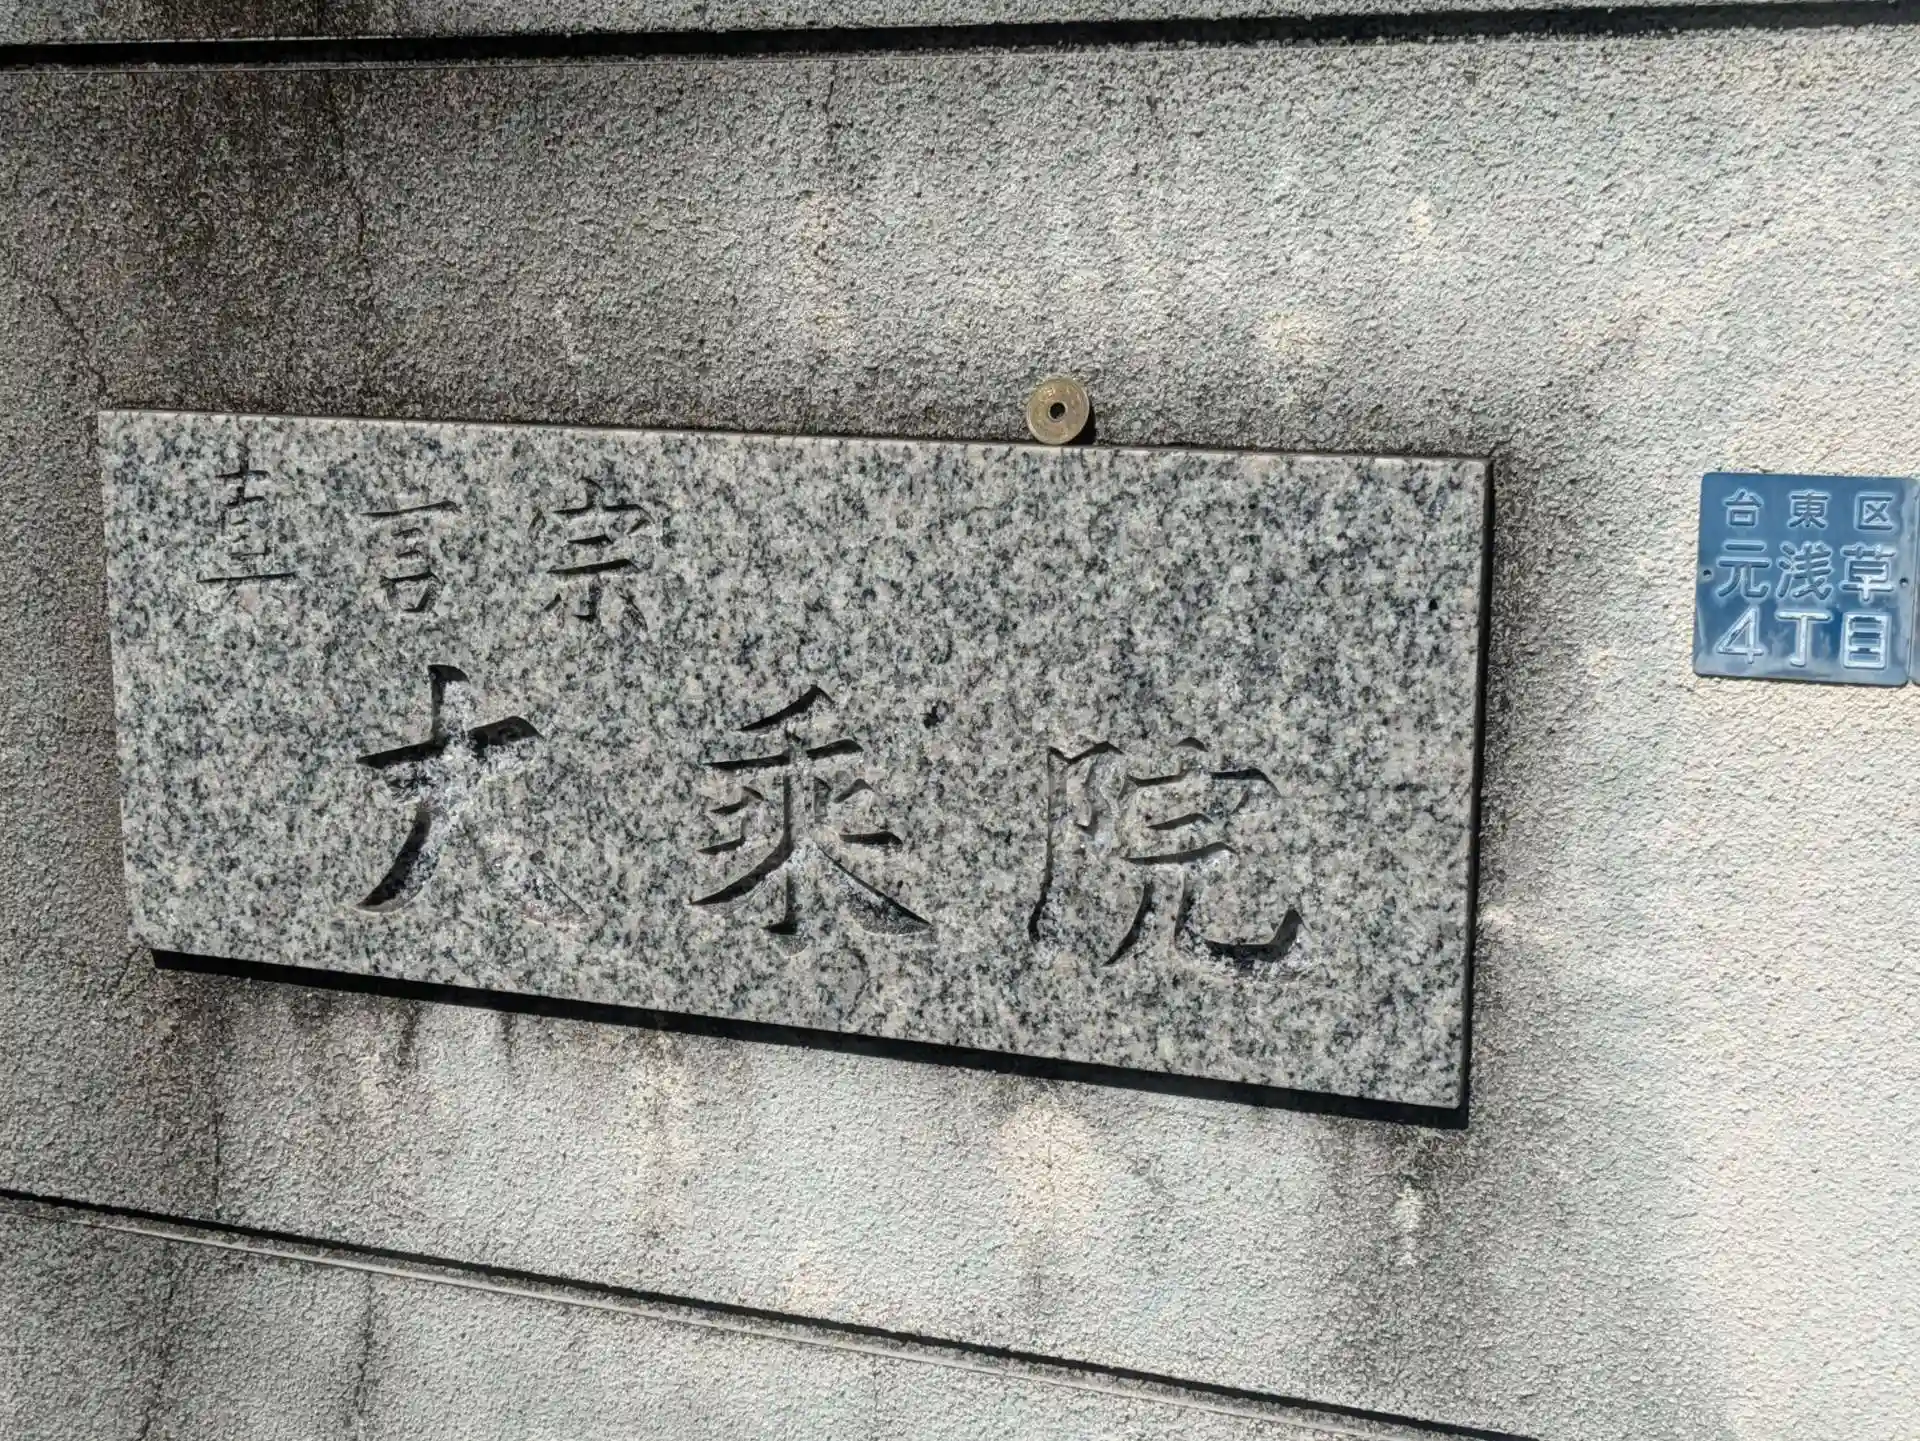 真言宗
大乘院
台東区
元浅草
4丁目